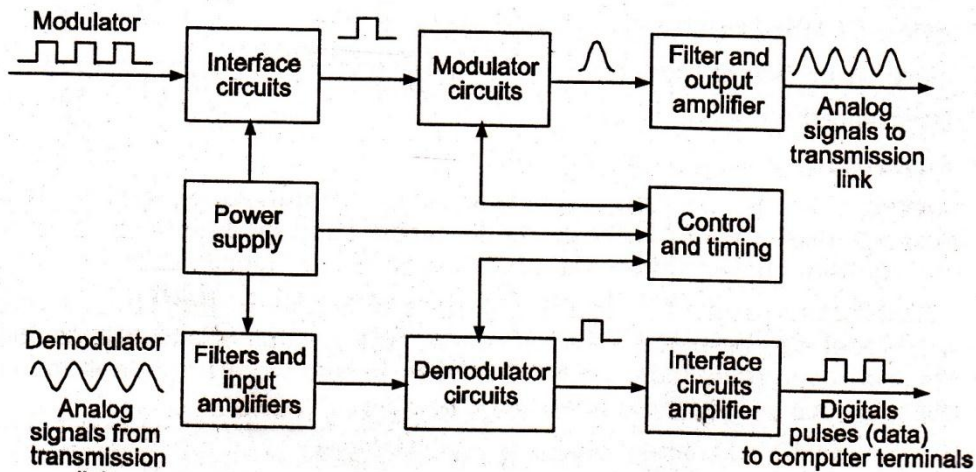 Modulator
Interface
circuits
Modulator
circuits
Filter and
output
amplifier
Analog
signals to
transmission
link
Power
supply
Control
and timing
Demodulator
Analog
signals from
transmission
Filters and
input
amplifiers
Demodulator
circuits
Interface
circuits
amplifier
Digitals
pulses (data)
to computer terminals